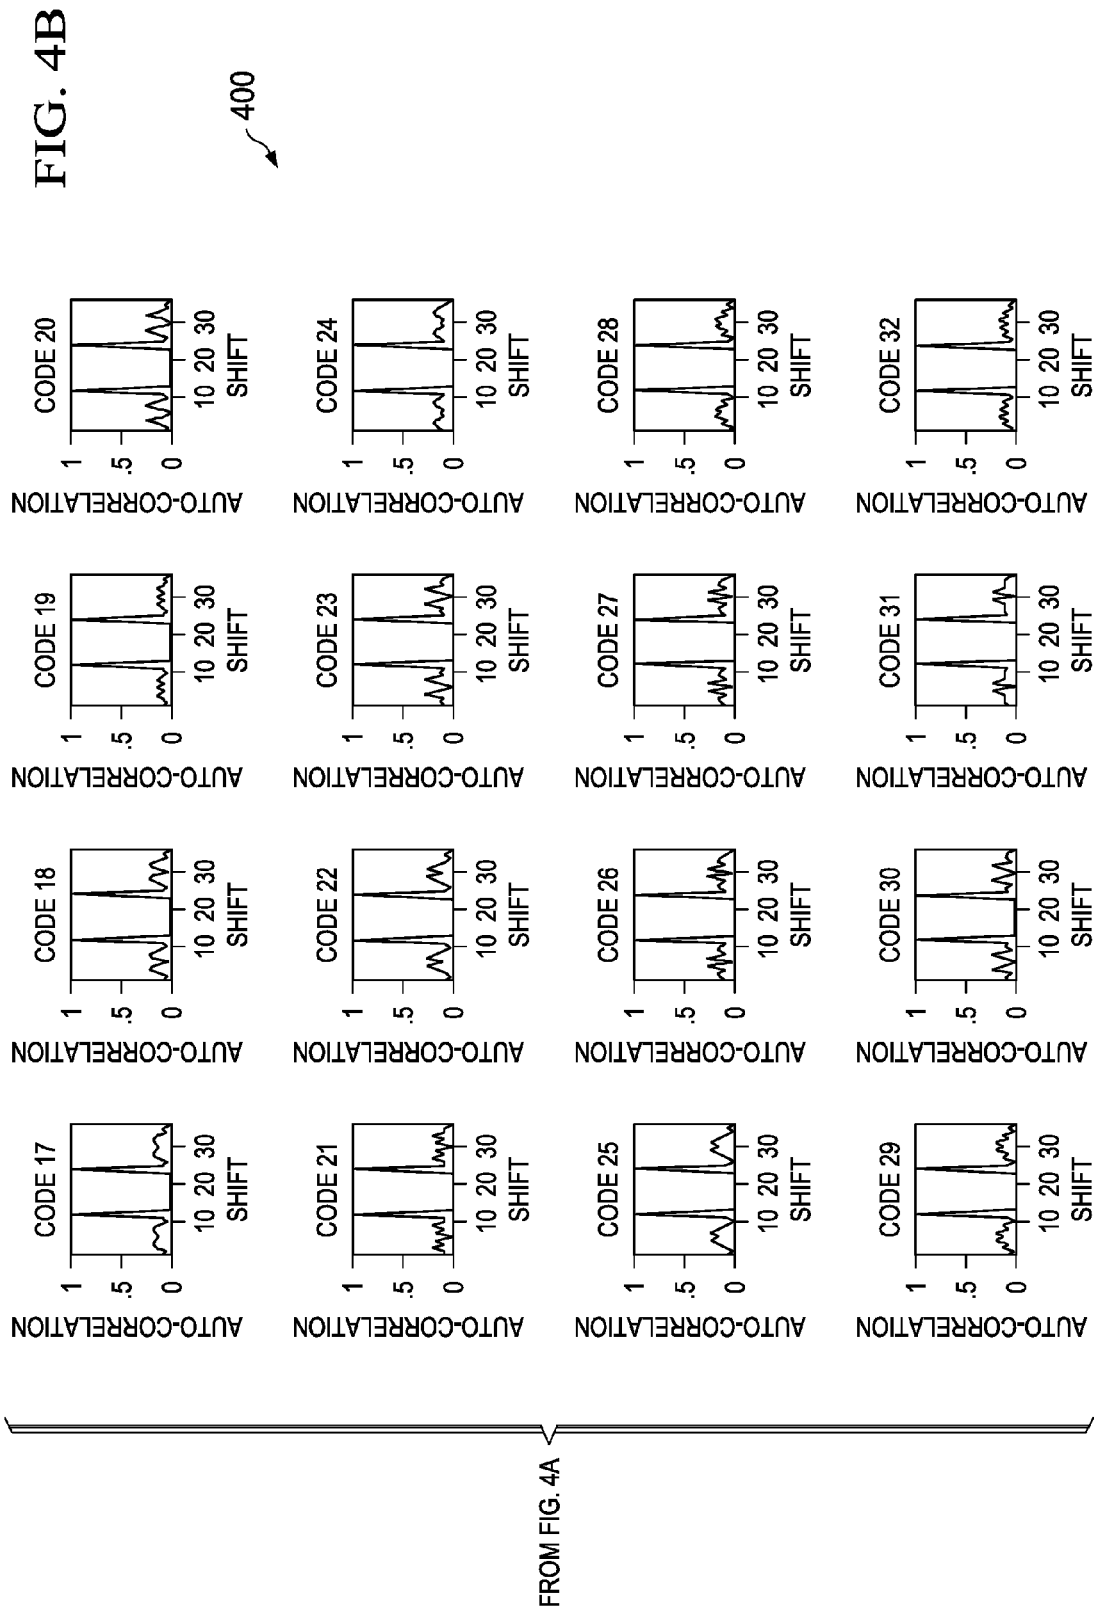 FIG. 4B
400
FROM FIG. 4A
CODE 17
AUTO-CORRELATION
1
.5
0
10 20 30
SHIFT
CODE 18
AUTO-CORRELATION
1
.5
0
10 20 30
SHIFT
CODE 19
AUTO-CORRELATION
1
.5
0
10 20 30
SHIFT
CODE 20
AUTO-CORRELATION
1
.5
0
10 20 30
SHIFT
CODE 21
AUTO-CORRELATION
1
.5
0
10 20 30
SHIFT
CODE 22
AUTO-CORRELATION
1
.5
0
10 20 30
SHIFT
CODE 23
AUTO-CORRELATION
1
.5
0
10 20 30
SHIFT
CODE 24
AUTO-CORRELATION
1
.5
0
10 20 30
SHIFT
CODE 25
AUTO-CORRELATION
1
.5
0
10 20 30
SHIFT
CODE 26
AUTO-CORRELATION
1
.5
0
10 20 30
SHIFT
CODE 27
AUTO-CORRELATION
1
.5
0
10 20 30
SHIFT
CODE 28
AUTO-CORRELATION
1
.5
0
10 20 30
SHIFT
CODE 29
AUTO-CORRELATION
1
.5
0
10 20 30
SHIFT
CODE 30
AUTO-CORRELATION
1
.5
0
10 20 30
SHIFT
CODE 31
AUTO-CORRELATION
1
.5
0
10 20 30
SHIFT
CODE 32
AUTO-CORRELATION
1
.5
0
10 20 30
SHIFT